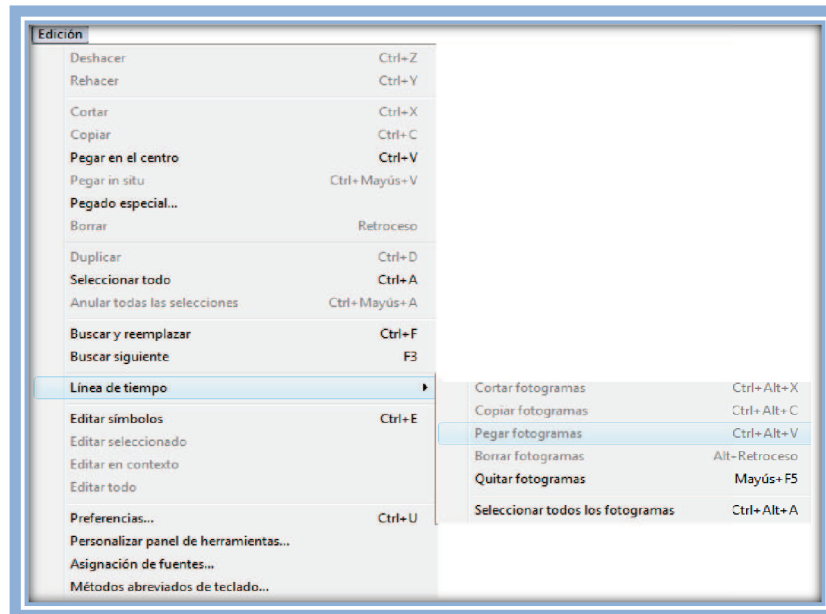 Edición
Deshacer Ctrl+Z
Rehacer Ctrl+Y
Cortar Ctrl+X
Copiar Ctrl+C
Pegar en el centro Ctrl+V
Pegar in situ Ctrl+Mayús+V
Pegado especial...
Borrar Retroceso
Duplicar Ctrl+D
Seleccionar todo Ctrl+A
Anular todas las selecciones Ctrl+Mayús+A
Buscar y reemplazar Ctrl+F
Buscar siguiente F3
Línea de tiempo
Editar símbolos Ctrl+E
Editar seleccionado
Editar en contexto
Editar todo
Preferencias... Ctrl+U
Personalizar panel de herramientas...
Asignación de fuentes...
Métodos abreviados de teclado...
Cortar fotogramas Ctrl+Alt+X
Copiar fotogramas Ctrl+Alt+C
Pegar fotogramas Ctrl+Alt+V
Borrar fotogramas Alt+Retroceso
Quitar fotogramas Mayús+F5
Seleccionar todos los fotogramas Ctrl+Alt+A